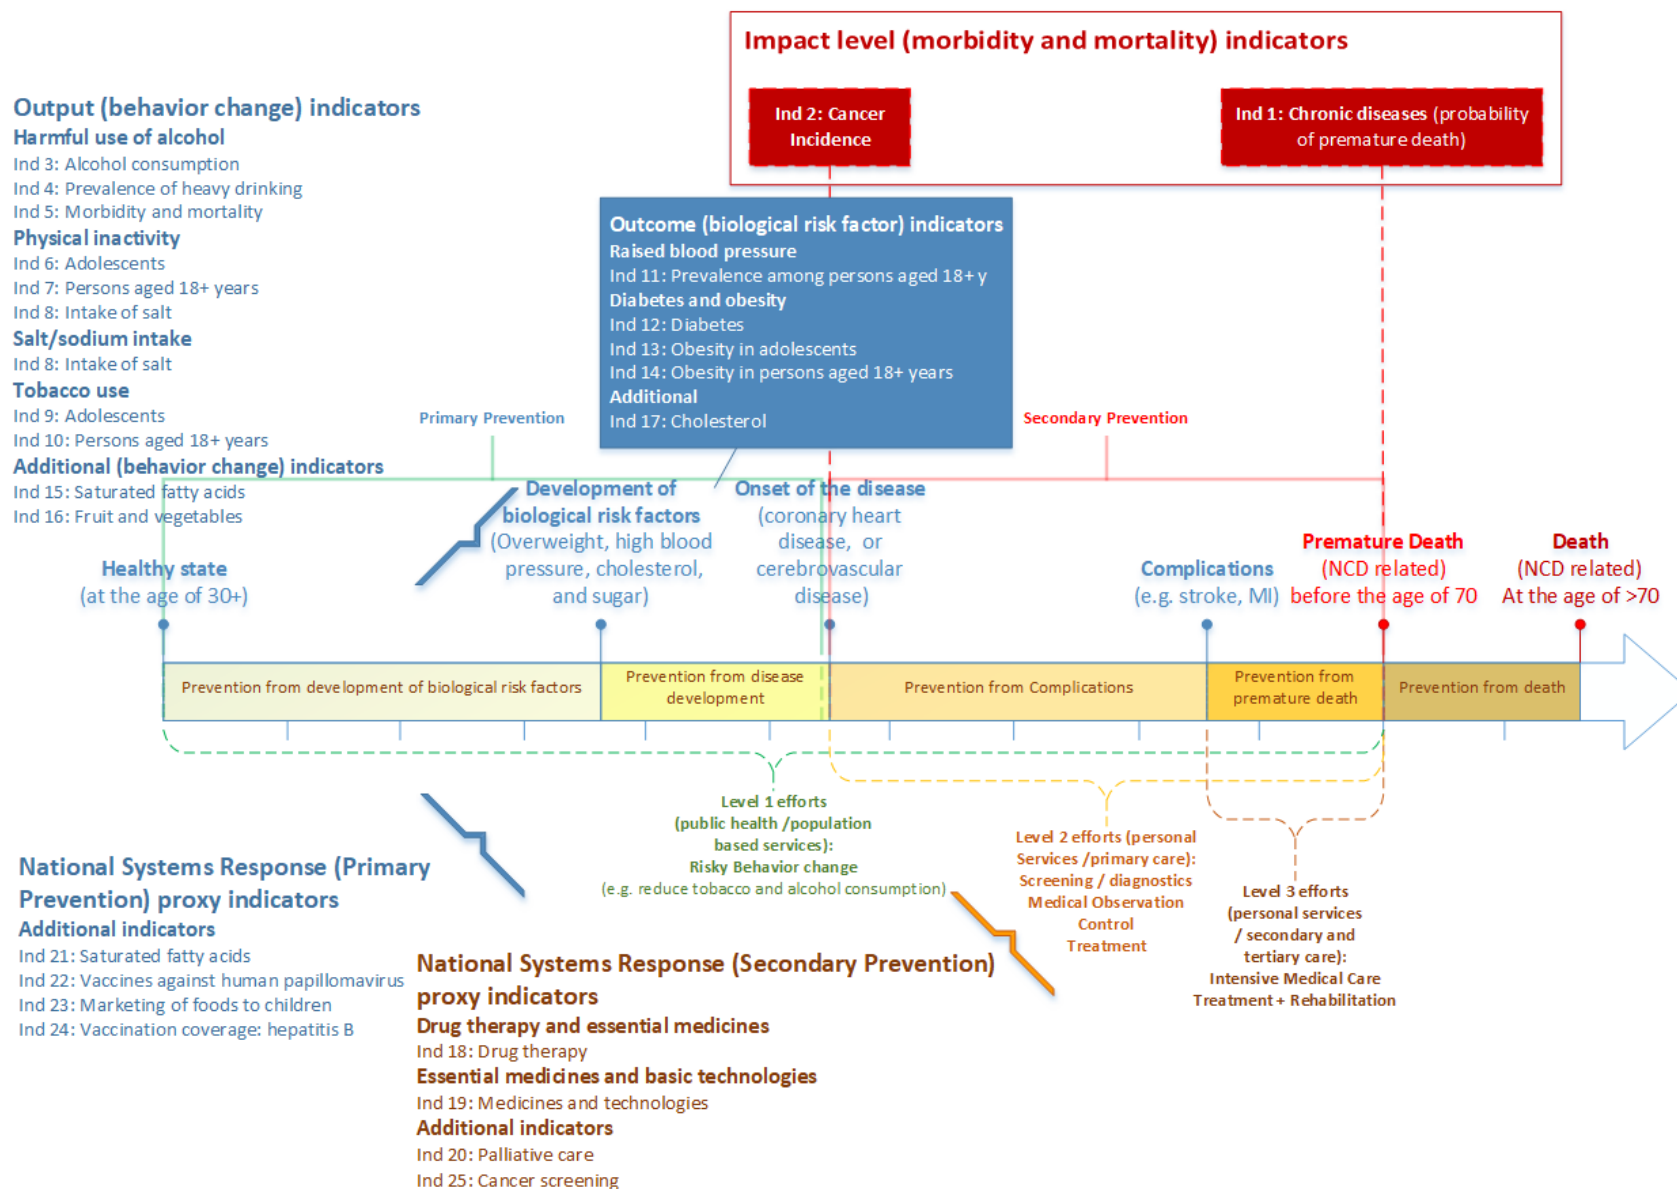 Impact level (morbidity and mortality) indicators
Ind 2: Cancer
Incidence
Ind 1: Chronic diseases (probability
of premature death)
Output (behavior change) indicators
Harmful use of alcohol
Ind 3: Alcohol consumption
Ind 4: Prevalence of heavy drinking
Ind 5: Morbidity and mortality
Physical inactivity
Ind 6: Adolescents
Ind 7: Persons aged 18+ years
Ind 8: Intake of salt
Salt/sodium intake
Ind 8: Intake of salt
Tobacco use
Ind 9: Adolescents
Ind 10: Persons aged 18+ years
Additional (behavior change) indicators
Ind 15: Saturated fatty acids
Ind 16: Fruit and vegetables
Outcome (biological risk factor) indicators
Raised blood pressure
Ind 11: Prevalence among persons aged 18+ y
Diabetes and obesity
Ind 12: Diabetes
Ind 13: Obesity in adolescents
Ind 14: Obesity in persons aged 18+ years
Additional
Ind 17: Cholesterol
Primary Prevention
Secondary Prevention
Healthy state
(at the age of 30+)
Development of
biological risk factors
(Overweight, high blood
pressure, cholesterol,
and sugar)
Onset of the disease
(coronary heart
disease, or
cerebrovascular
disease)
Complications
(e.g. stroke, MI)
Premature Death
(NCD related)
before the age of 70
Death
(NCD related)
At the age of >70
Prevention from development of biological risk factors
Prevention from disease
development
Prevention from Complications
Prevention from
premature death
Prevention from death
Level 1 efforts
(public health /population
based services):
Risky Behavior change
(e.g. reduce tobacco and alcohol consumption)
Level 2 efforts (personal
Services /primary care):
Screening / diagnostics
Medical Observation
Control
Treatment
Level 3 efforts
(personal services
/ secondary and
tertiary care):
Intensive Medical Care
Treatment + Rehabilitation
National Systems Response (Primary
Prevention) proxy indicators
Additional indicators
Ind 21: Saturated fatty acids
Ind 22: Vaccines against human papillomavirus
Ind 23: Marketing of foods to children
Ind 24: Vaccination coverage: hepatitis B
National Systems Response (Secondary Prevention)
proxy indicators
Drug therapy and essential medicines
Ind 18: Drug therapy
Essential medicines and basic technologies
Ind 19: Medicines and technologies
Additional indicators
Ind 20: Palliative care
Ind 25: Cancer screening